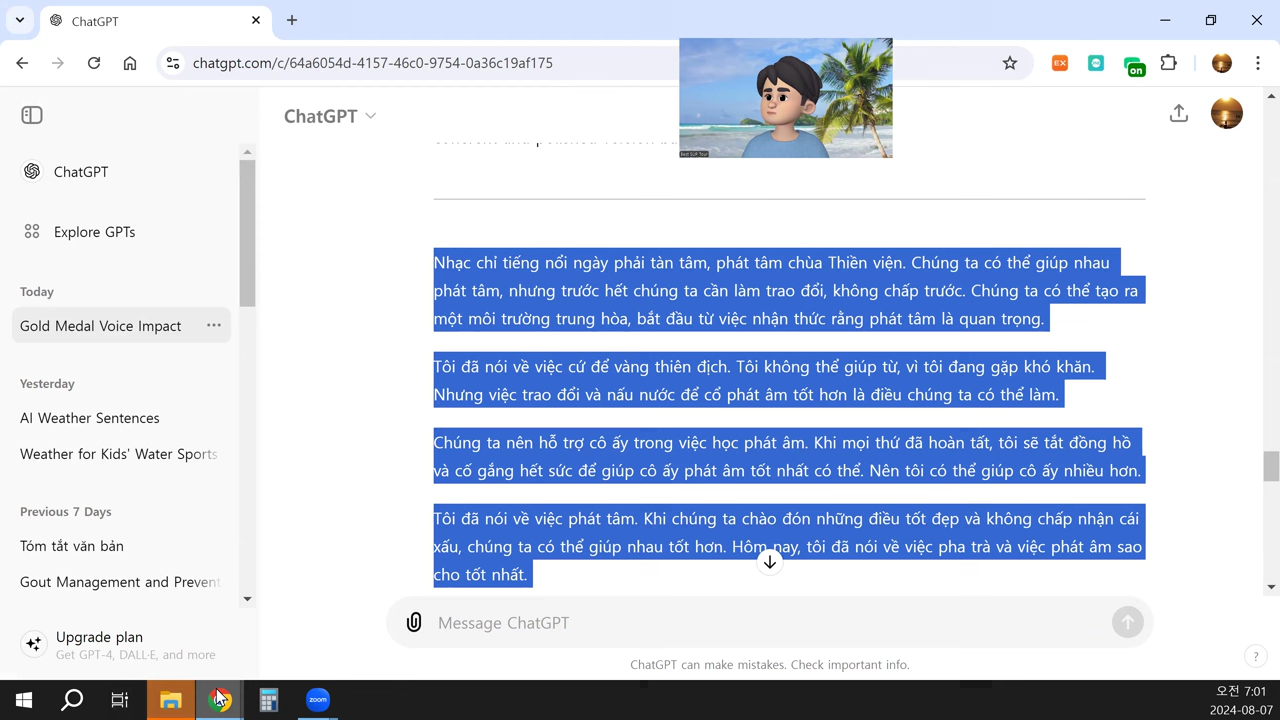 ChatGPT
chatgpt.com/c/64a6054d-4157-46c0-9754-0a36c19af175
EX
on
ChatGPT
Best SUP Tour
ChatGPT
Explore GPTs
Today
Gold Medal Voice Impact
Yesterday
AI Weather Sentences
Weather for Kids' Water Sports
Previous 7 Days
Tóm tắt văn bản
Gout Management and Prevent
Upgrade plan
Get GPT-4, DALL·E, and more
Nhạc chỉ tiếng nổi ngày phải tàn tâm, phát tâm chùa Thiền viện. Chúng ta có thể giúp nhau
phát tâm, nhưng trước hết chúng ta cần làm trao đổi, không chấp trước. Chúng ta có thể tạo ra
một môi trường trung hòa, bắt đầu từ việc nhận thức rằng phát tâm là quan trọng.
Tôi đã nói về việc cứ để vàng thiên địch. Tôi không thể giúp từ, vì tôi đang gặp khó khăn.
Nhưng việc trao đổi và nấu nước để cổ phát âm tốt hơn là điều chúng ta có thể làm.
Chúng ta nên hỗ trợ cô ấy trong việc học phát âm. Khi mọi thứ đã hoàn tất, tôi sẽ tắt đồng hồ
và cố gắng hết sức để giúp cô ấy phát âm tốt nhất có thể. Nên tôi có thể giúp cô ấy nhiều hơn.
Tôi đã nói về việc phát tâm. Khi chúng ta chào đón những điều tốt đẹp và không chấp nhận cái
xấu, chúng ta có thể giúp nhau tốt hơn. Hôm nay, tôi đã nói về việc pha trà và việc phát âm sao
cho tốt nhất.
Message ChatGPT
ChatGPT can make mistakes. Check important info.
?
zoom
오전 7:01
2024-08-07